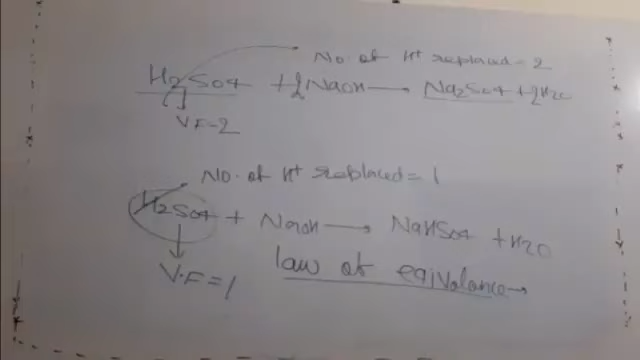 No. of H⁺ replaced = 2
H2SO4 + 2NaOH → Na2SO4 + 2H2O
V.F=2
No. of H⁺ replaced = 1
H2SO4 + NaOH → NaHSO4 + H2O
V.F=1
law of eqivalance →